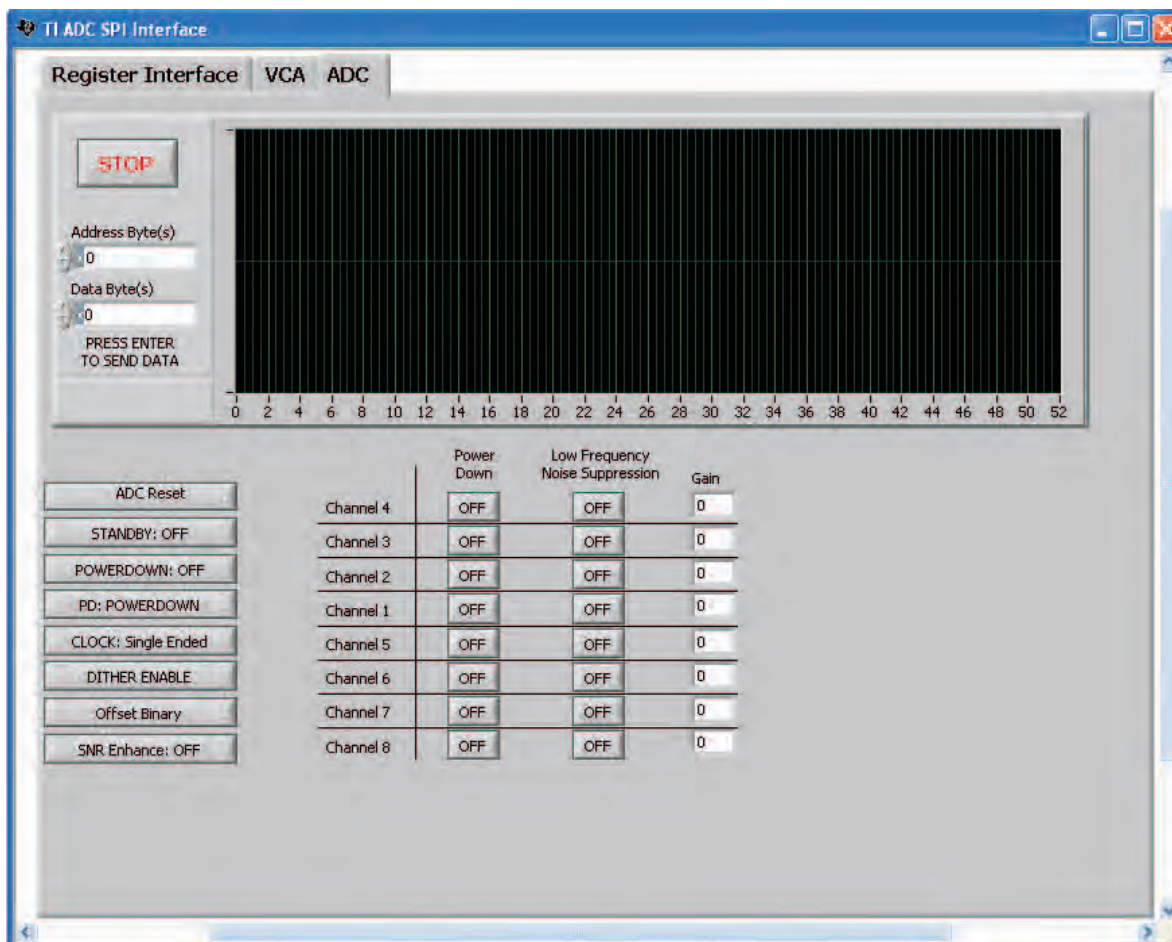 TI ADC SPI Interface
Register Interface VCA ADC
STOP
Address Byte(s)
0
Data Byte(s)
0
PRESS ENTER
TO SEND DATA
0 2 4 6 8 10 12 14 16 18 20 22 24 26 28 30 32 34 36 38 40 42 44 46 48 50 52
ADC Reset
STANDBY: OFF
POWERDOWN: OFF
PD: POWERDOWN
CLOCK: Single Ended
DITHER ENABLE
Offset Binary
SNR Enhance: OFF
Power
Down
Low Frequency
Noise Suppression
Gain
Channel 4 OFF OFF 0
Channel 3 OFF OFF 0
Channel 2 OFF OFF 0
Channel 1 OFF OFF 0
Channel 5 OFF OFF 0
Channel 6 OFF OFF 0
Channel 7 OFF OFF 0
Channel 8 OFF OFF 0